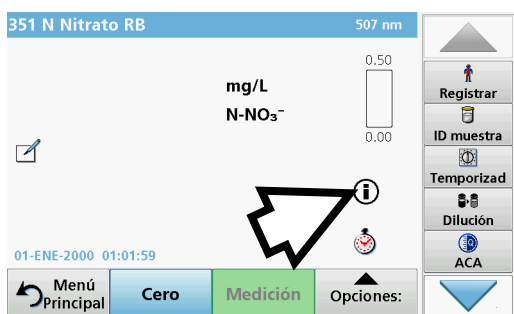 351 N Nitrato RB
507 nm
0.50
mg/L
N-NO₃⁻
0.00
i
01-ENE-2000 01:01:59
Menú
Principal
Cero
Medición
Opciones:
Registrar
ID muestra
Temporizad
Dilución
ACA